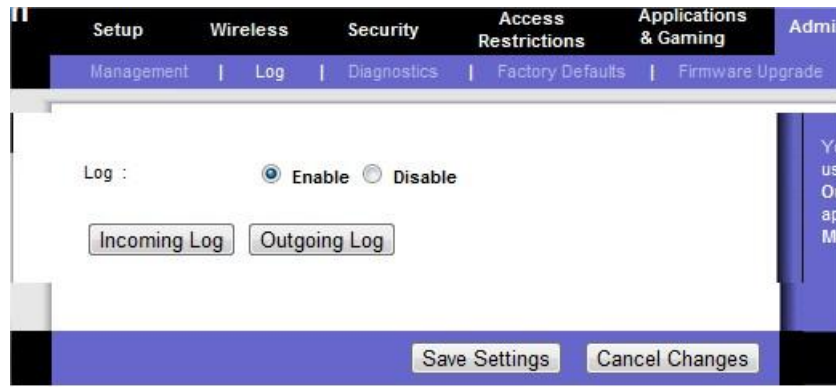 Setup Wireless Security Access Restrictions Applications & Gaming
Management | Log | Diagnostics | Factory Defaults | Firmware Upgrade
Log : Enable Disable
Incoming Log Outgoing Log
Save Settings Cancel Changes